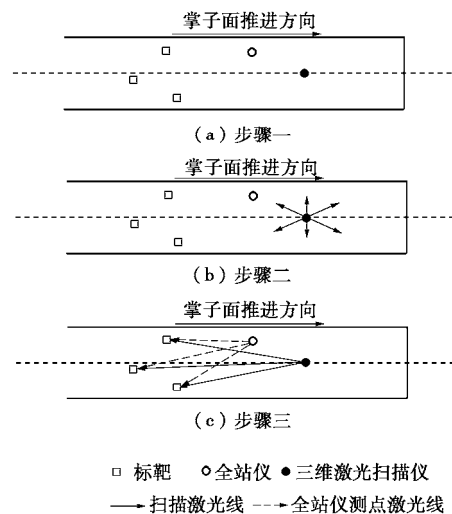 掌子面推进方向
(a)步骤一
掌子面推进方向
(b)步骤二
掌子面推进方向
(c)步骤三
标靶 全站仪 三维激光扫描仪
扫描激光线 全站仪测点激光线